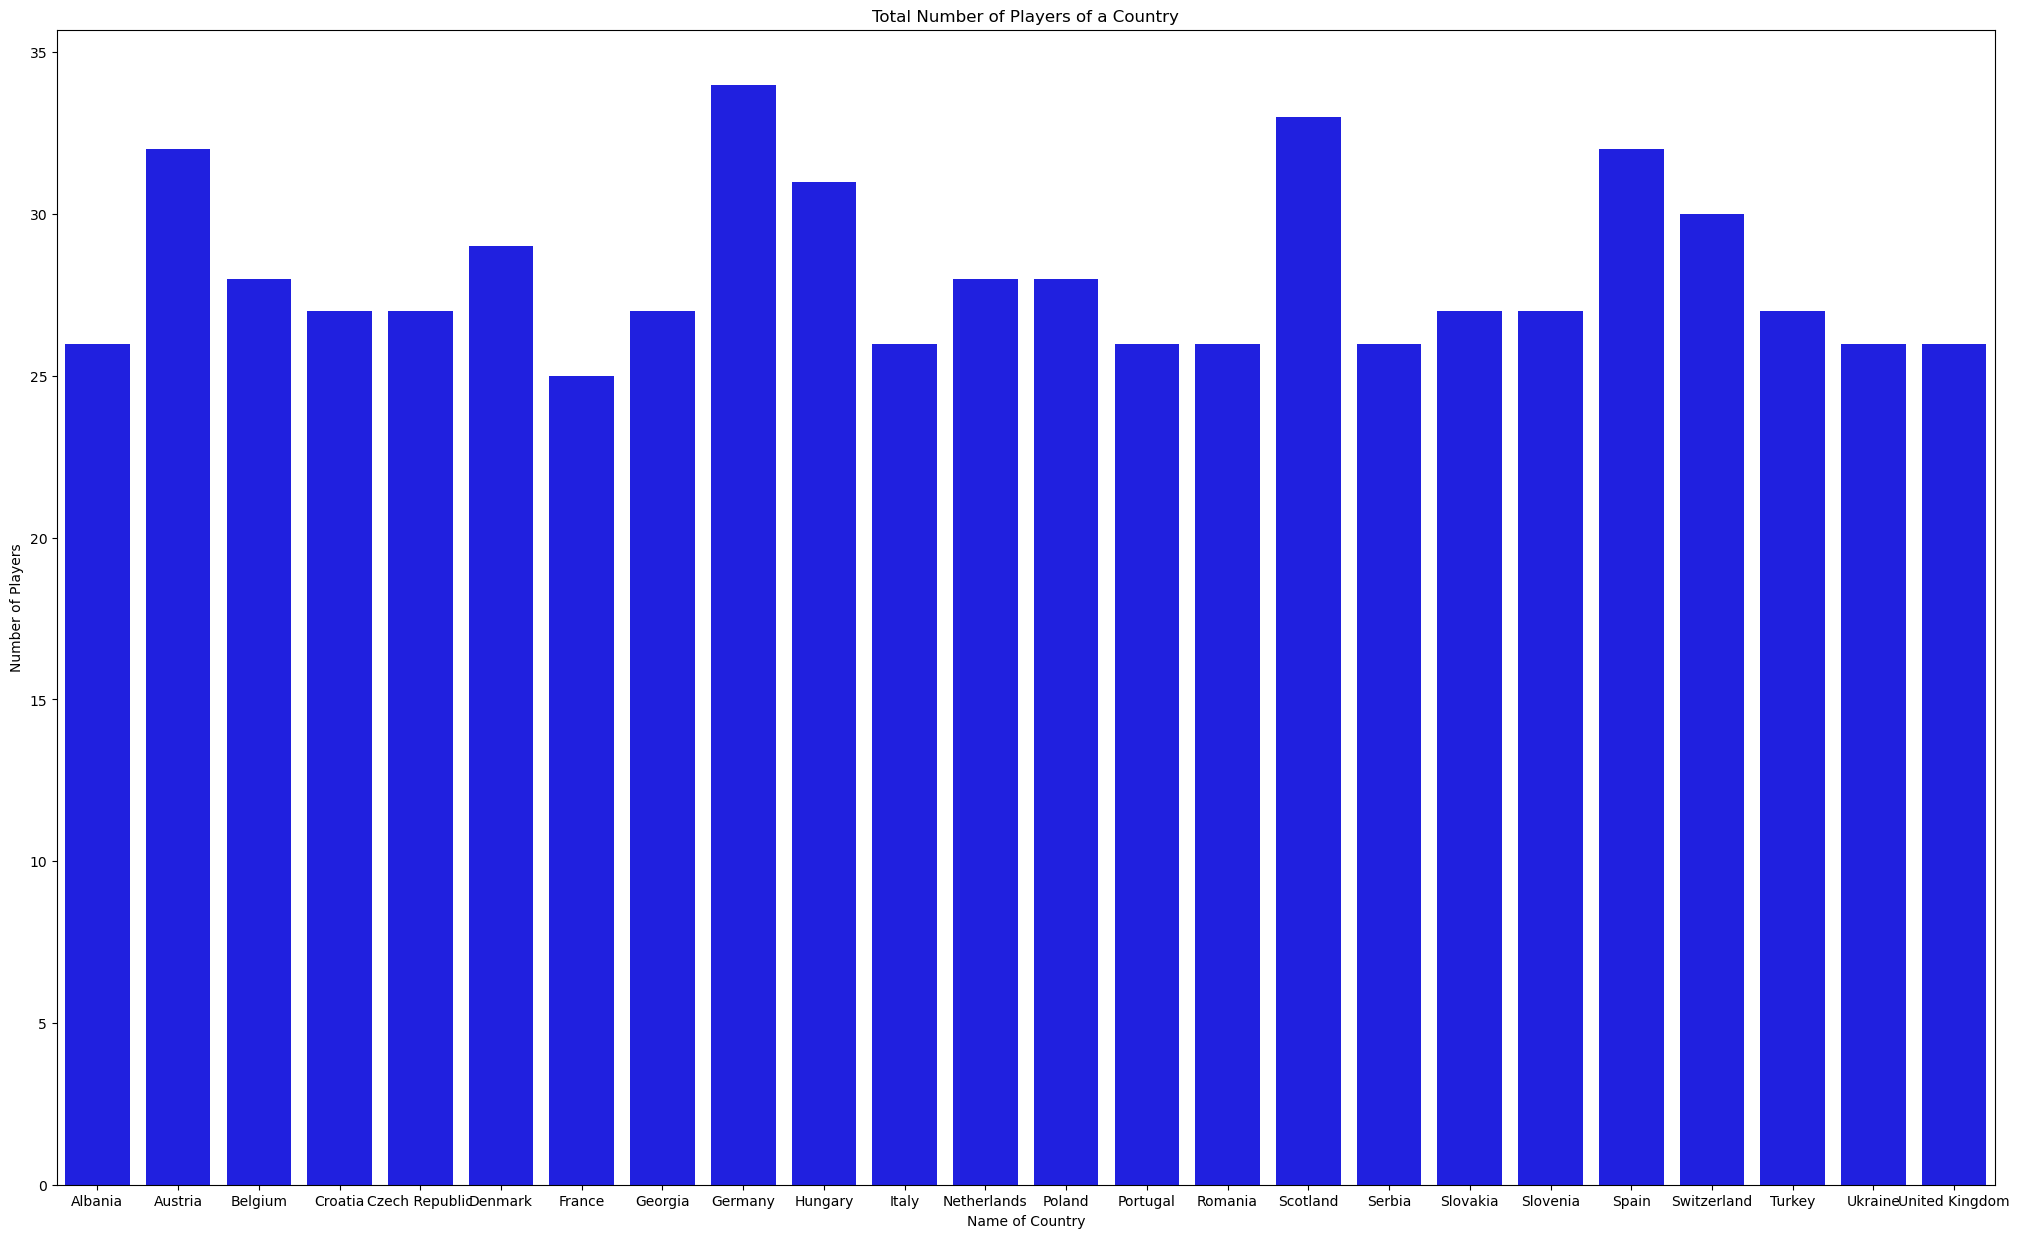 Total Number of Players of a Country
35
30
25
20
15
10
5
0
Number of Players
Albania Austria Belgium Croatia Czech Republic Denmark France Georgia Germany Hungary Italy Netherlands Poland Portugal Romania Scotland Serbia Slovakia Slovenia Spain Switzerland Turkey Ukraine United Kingdom
Name of Country